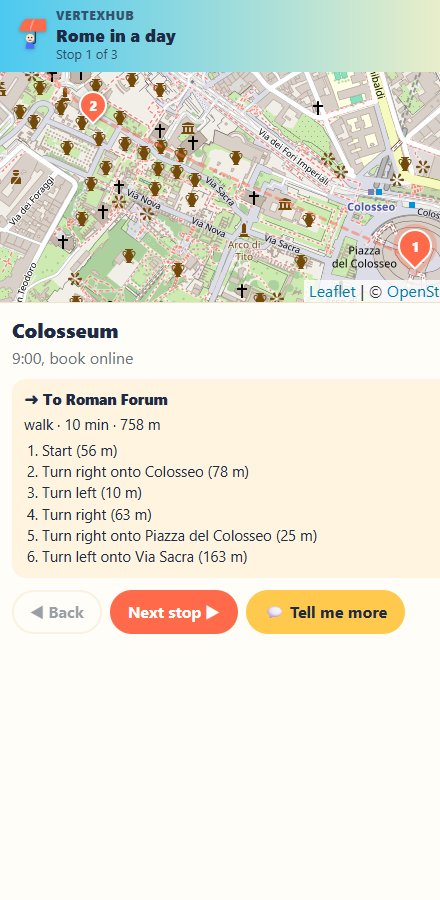 VERTEXHUB
Rome in a day
Stop 1 of 3
2
Via dei Fori Imperiali
Via dei Foraggi
Via Sacra
Via Nova
Via Nova
Colosseo
Arco di
Tito
Via Sacra
Piazza
del Colosseo
1
Leaflet | © OpenSt
Colosseum
9:00, book online
➜ To Roman Forum
walk · 10 min · 758 m
1. Start (56 m)
2. Turn right onto Colosseo (78 m)
3. Turn left (10 m)
4. Turn right (63 m)
5. Turn right onto Piazza del Colosseo (25 m)
6. Turn left onto Via Sacra (163 m)
◀ Back
Next stop ▶
💬 Tell me more